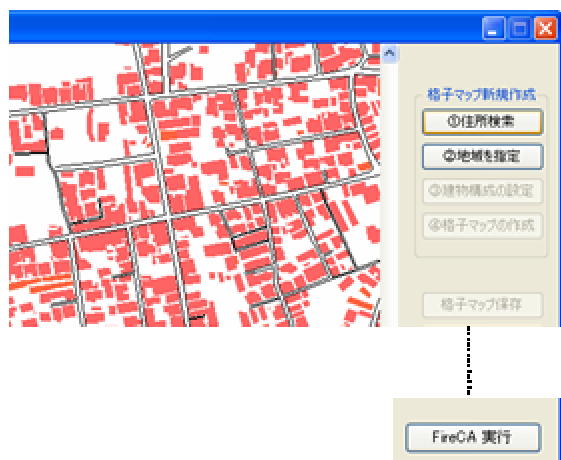 格子マップ新規作成
①住所検索
②地域を指定
③建物構成の設定
④格子マップの作成
格子マップ保存
FireCA 実行